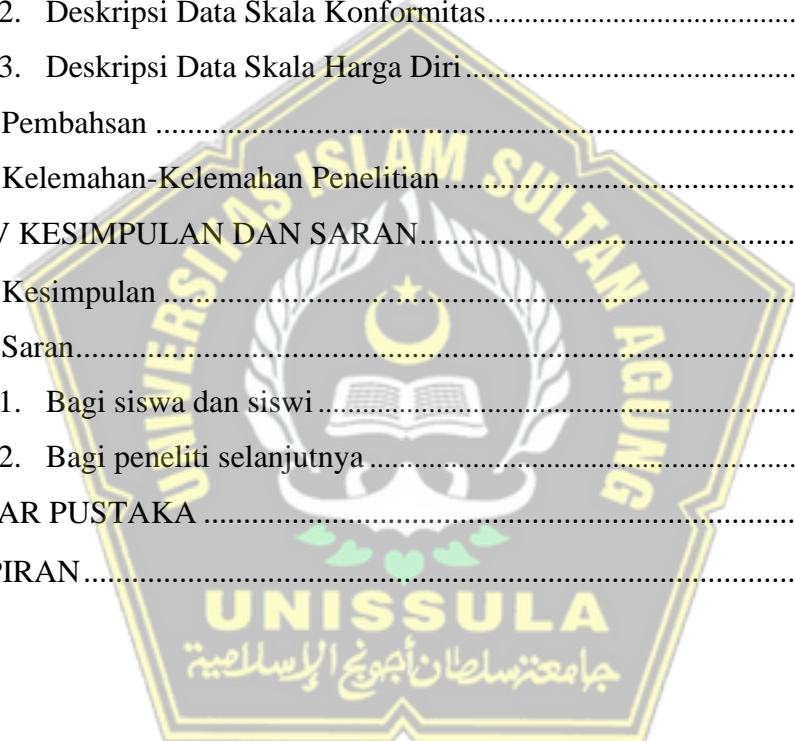 2. Deskripsi Data Skala Konformitas
3. Deskripsi Data Skala Harga Diri
Pembahsan
Kelemahan-Kelemahan Penelitian
V KESIMPULAN DAN SARAN
Kesimpulan
Saran
1. Bagi siswa dan siswi
2. Bagi peneliti selanjutnya
AR PUSTAKA
PIRAN
UNIVERSITAS ISLAM SULTAN AGUNG
UNISSULA
جامعة سلطان أجونج الإسلامية